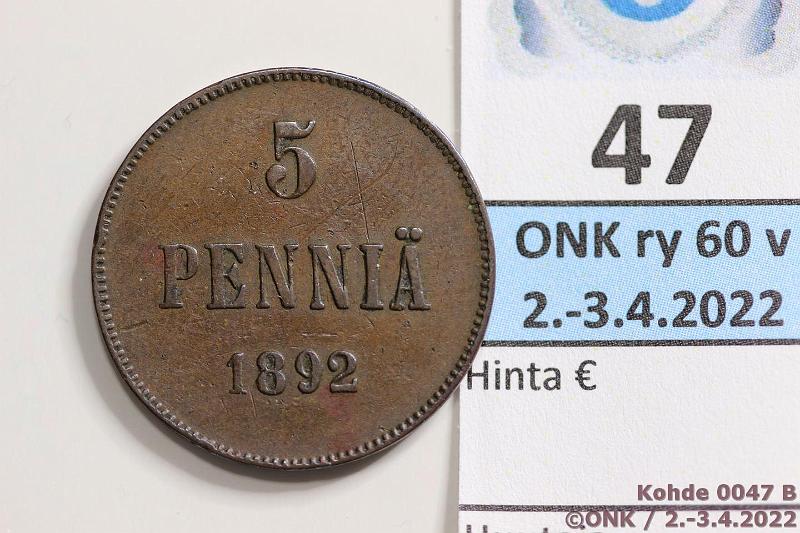 5
PENNIÄ
1892
47
ONK ry 60 v
2.-3.4.2022
Hinta €
Kohde 0047 B
©ONK / 2.-3.4.2022